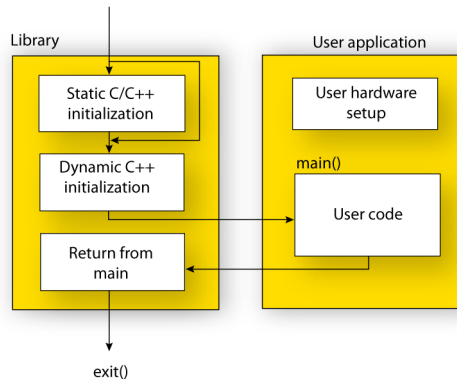 Library
User application
Static C/C++
initialization
User hardware
setup
Dynamic C++
initialization
main()
User code
Return from
main
exit()